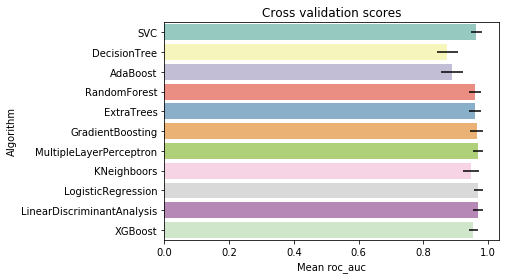 Cross validation scores
Algorithm
SVC
DecisionTree
AdaBoost
RandomForest
ExtraTrees
GradientBoosting
MultipleLayerPerceptron
KNeighboors
LogisticRegression
LinearDiscriminantAnalysis
XGBoost
0.0 0.2 0.4 0.6 0.8 1.0
Mean roc_auc